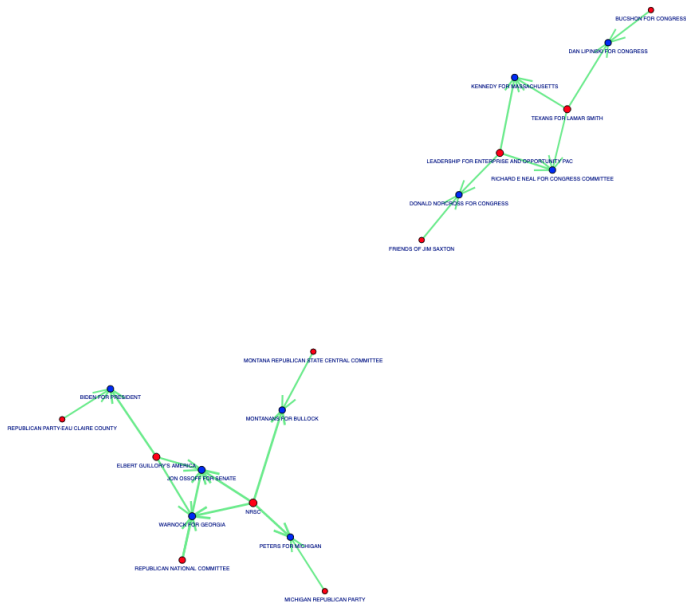 BUCSHON FOR CONGRESS
DAN LIPINSKI FOR CONGRESS
KENNEDY FOR MASSACHUSETTS
TEXANS FOR LAMAR SMITH
LEADERSHIP FOR ENTERPRISE AND OPPORTUNITY PAC
RICHARD E NEAL FOR CONGRESS COMMITTEE
DONALD NORCROSS FOR CONGRESS
FRIENDS OF JIM SAXTON
MONTANA REPUBLICAN STATE CENTRAL COMMITTEE
BIDEN FOR PRESIDENT
MONTANANS FOR BULLOCK
REPUBLICAN PARTY-EAU CLAIRE COUNTY
ELBERT GUILLORY'S AMERICA
JON OSSOFF FOR SENATE
NRSC
WARNOCK FOR GEORGIA
PETERS FOR MICHIGAN
REPUBLICAN NATIONAL COMMITTEE
MICHIGAN REPUBLICAN PARTY